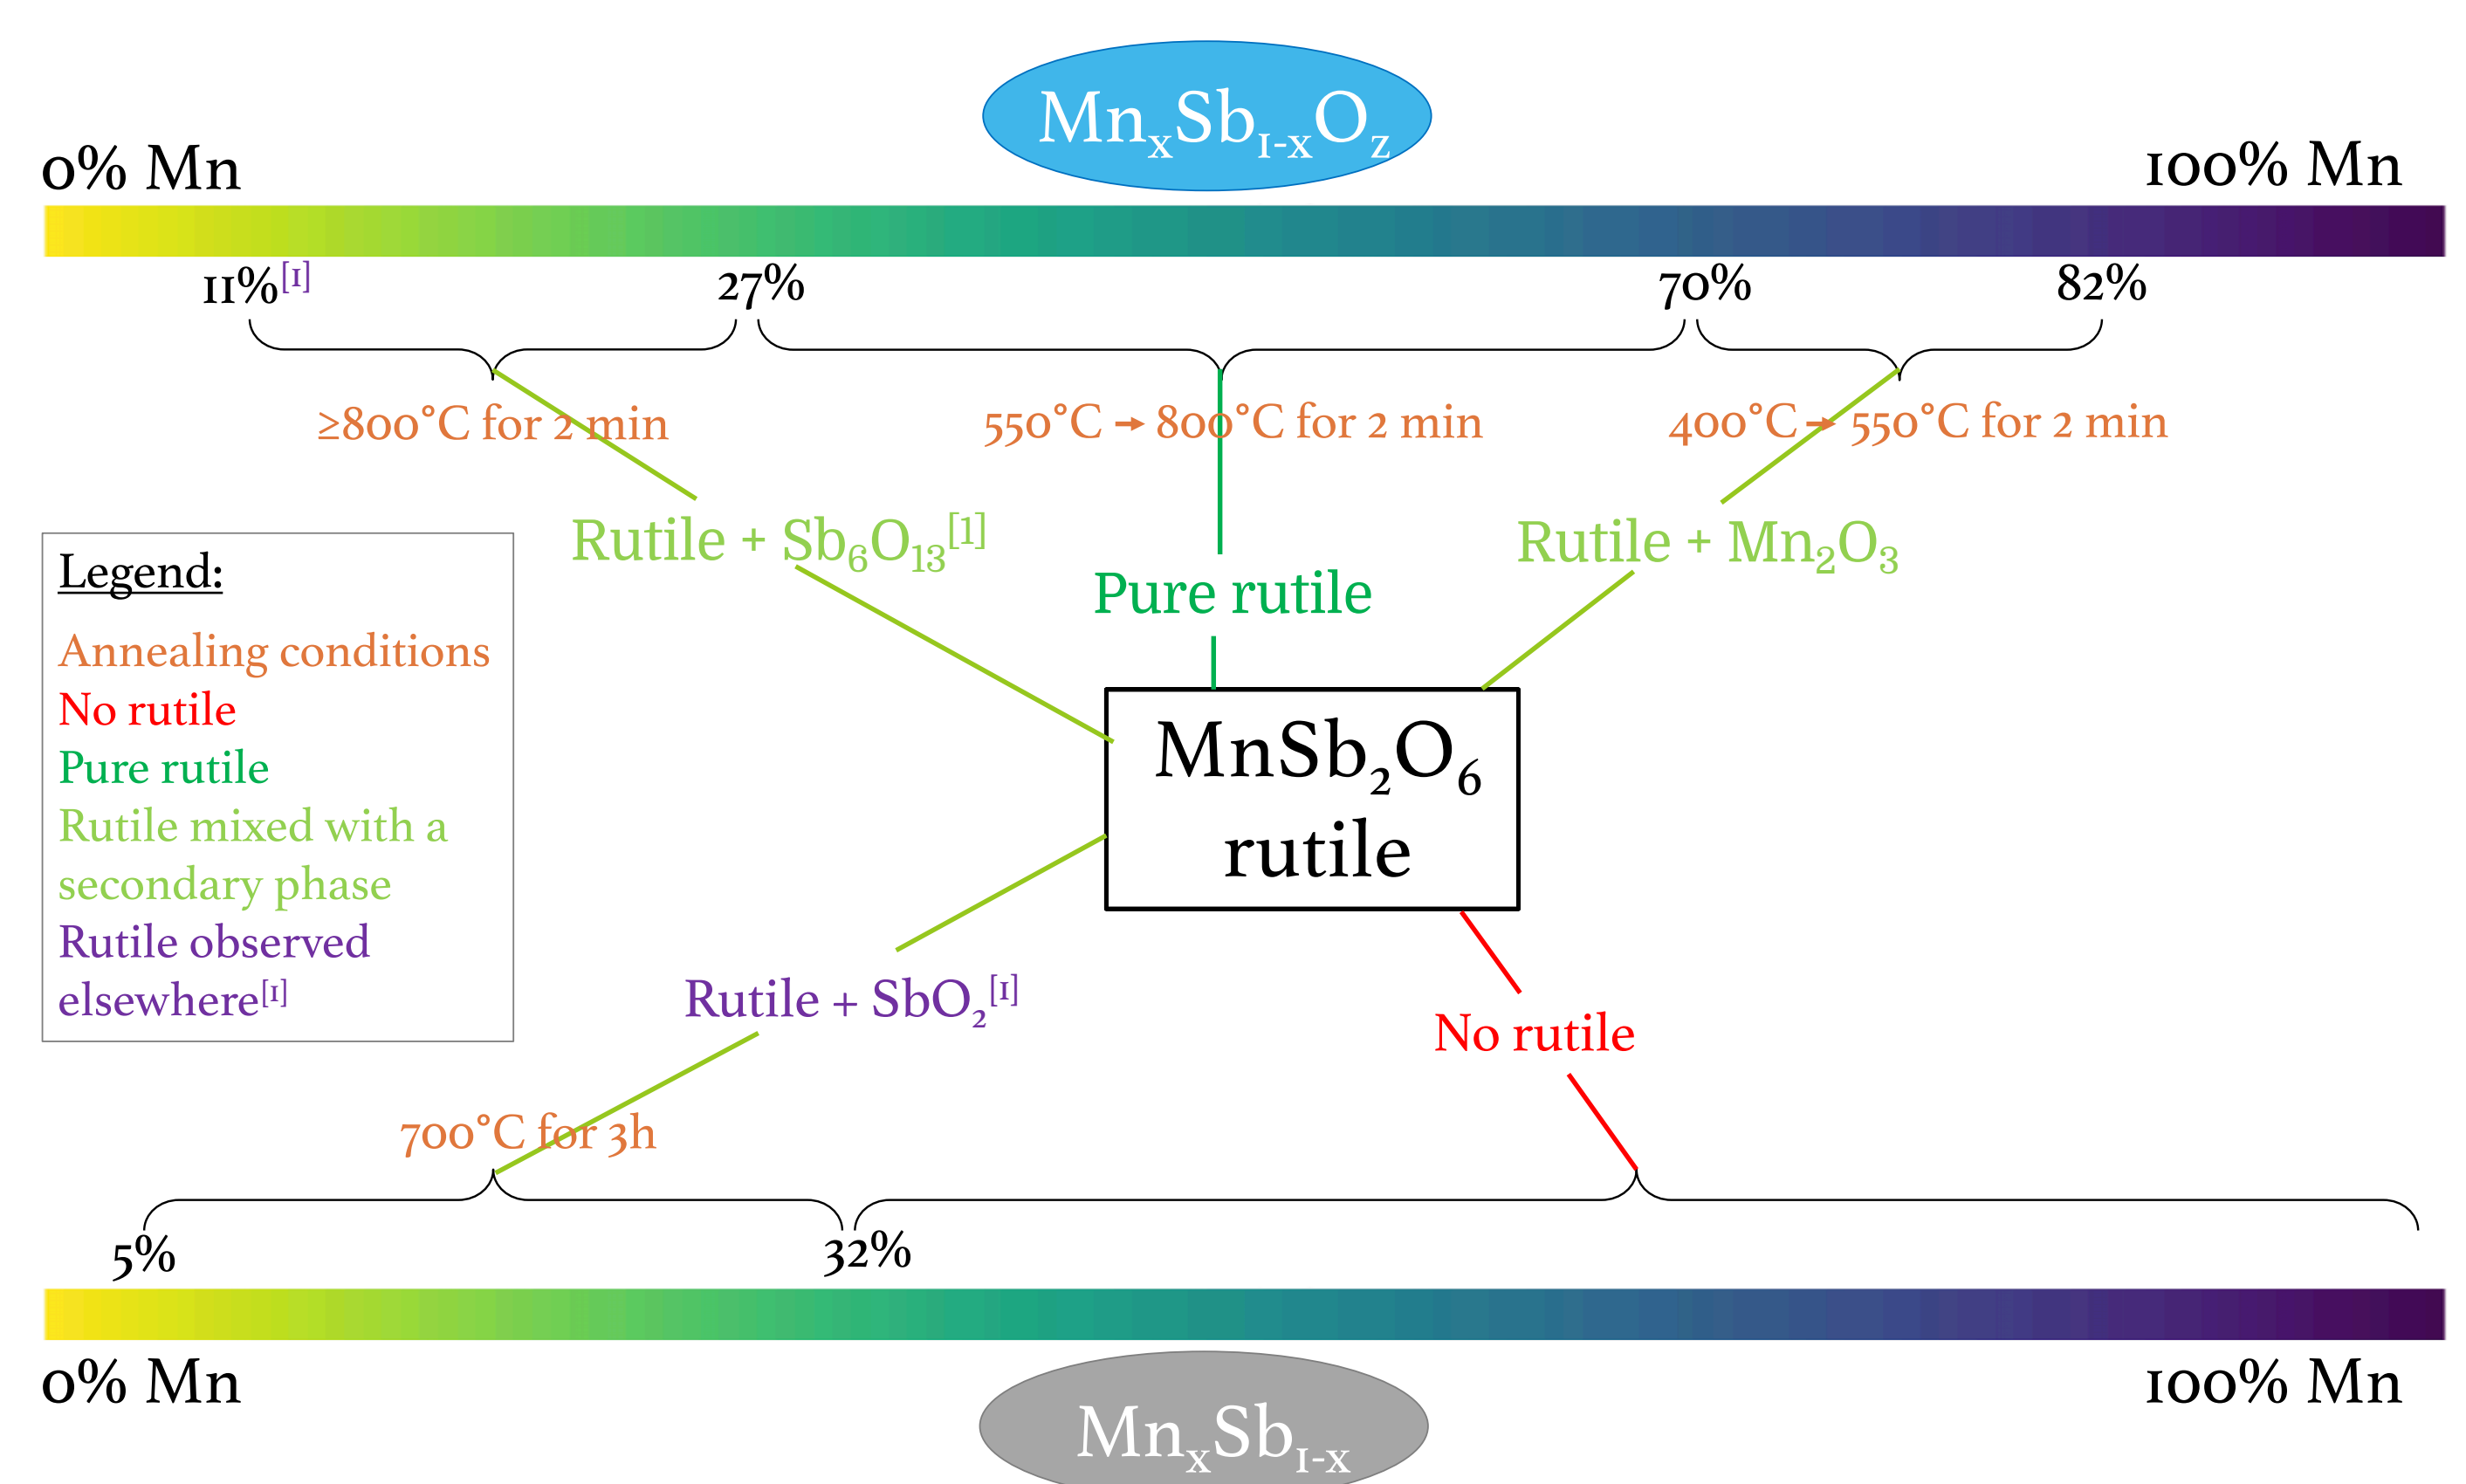 MnₓSb₁₋ₓO_z
0% Mn
100% Mn
11%[1]
27%
70%
82%
≥800°C for 2 min
550°C → 800°C for 2 min
400°C → 550°C for 2 min
Rutile + Sb₆O₁₃[1]
Pure rutile
Rutile + Mn₂O₃
Legend:
Annealing conditions
No rutile
Pure rutile
Rutile mixed with a
secondary phase
Rutile observed
elsewhere[1]
MnSb₂O₆
rutile
Rutile + SbO₂[1]
No rutile
700°C for 3h
5%
32%
0% Mn
100% Mn
MnₓSb₁₋ₓ